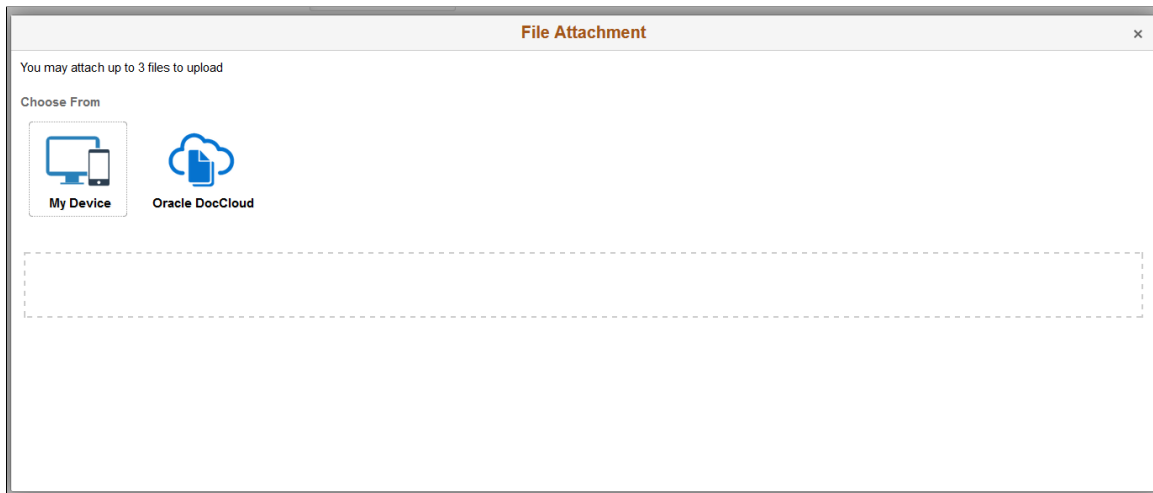 File Attachment
×
You may attach up to 3 files to upload
Choose From
My Device
Oracle DocCloud